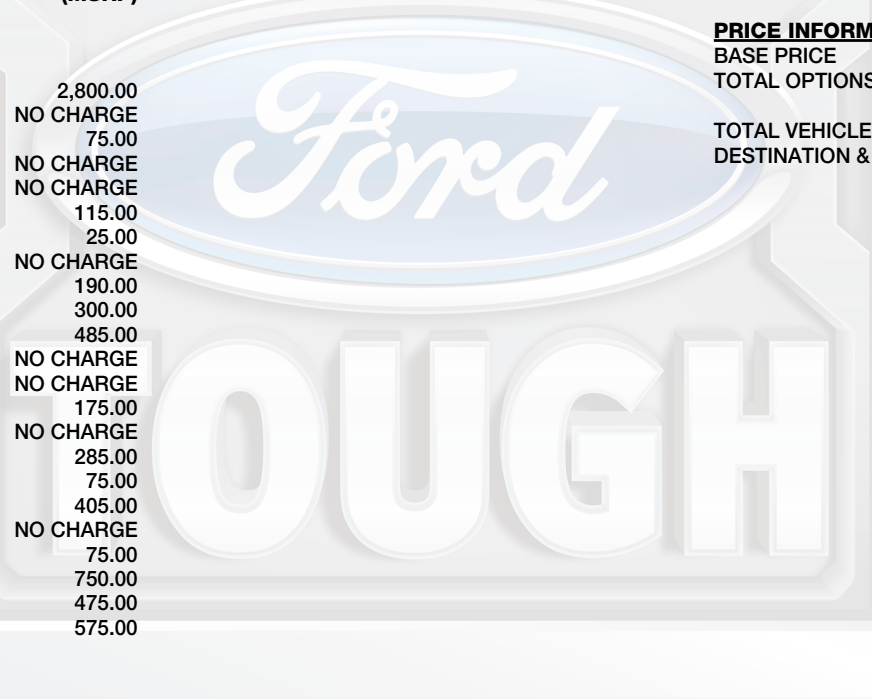 2,800.00
NO CHARGE
75.00
NO CHARGE
NO CHARGE
115.00
25.00
NO CHARGE
190.00
300.00
485.00
NO CHARGE
NO CHARGE
175.00
NO CHARGE
285.00
75.00
405.00
NO CHARGE
75.00
750.00
475.00
575.00
PRICE INFORM
BASE PRICE
TOTAL OPTIONS
TOTAL VEHICLE
DESTINATION &
Ford
TOUGH